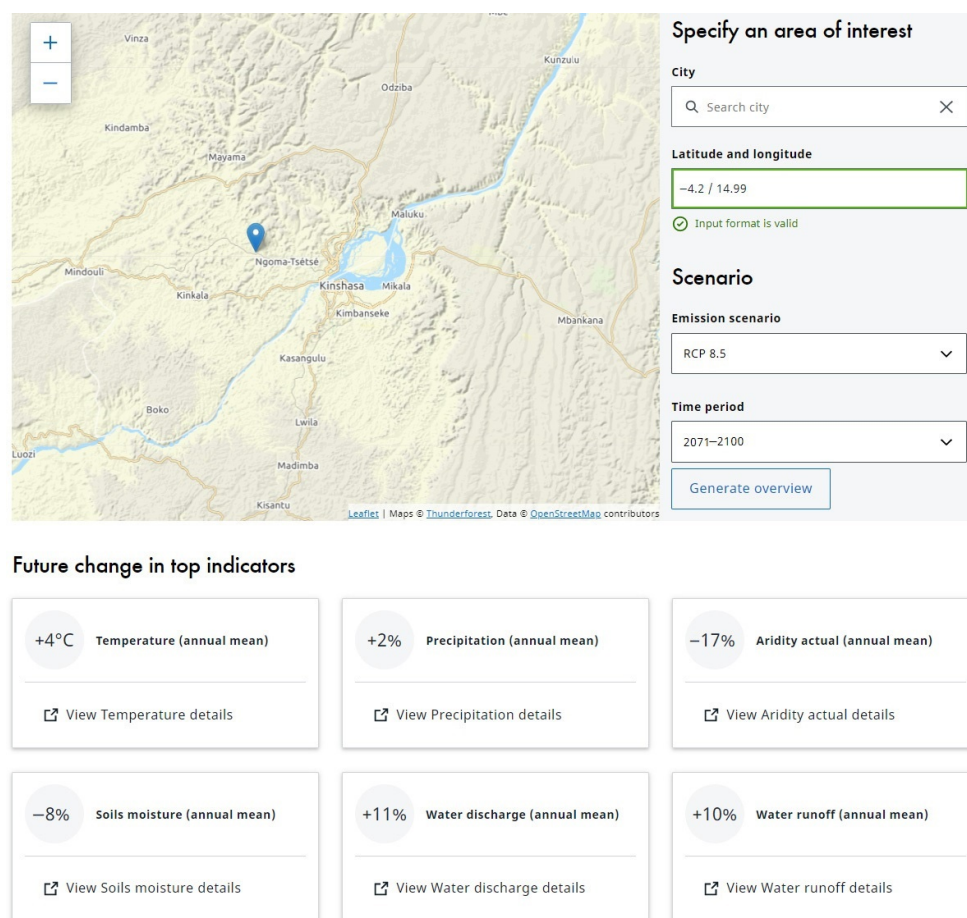 +
−
Vinza
Kunzulu
Odziba
Kindamba
Mayama
Maluku
Ngoma-Tsétsé
Mindouli
Kinshasa
Mikala
Kinkala
Kimbanseke
Mbankana
Kasangulu
Boko
Lwila
Luozi
Madimba
Kisantu
Leaflet | Maps © Thunderforest, Data © OpenStreetMap contributors
Specify an area of interest
City
Search city
Latitude and longitude
−4.2 / 14.99
Input format is valid
Scenario
Emission scenario
RCP 8.5
Time period
2071−2100
Generate overview
Future change in top indicators
+4°C Temperature (annual mean)
View Temperature details
+2% Precipitation (annual mean)
View Precipitation details
−17% Aridity actual (annual mean)
View Aridity actual details
−8% Soils moisture (annual mean)
View Soils moisture details
+11% Water discharge (annual mean)
View Water discharge details
+10% Water runoff (annual mean)
View Water runoff details